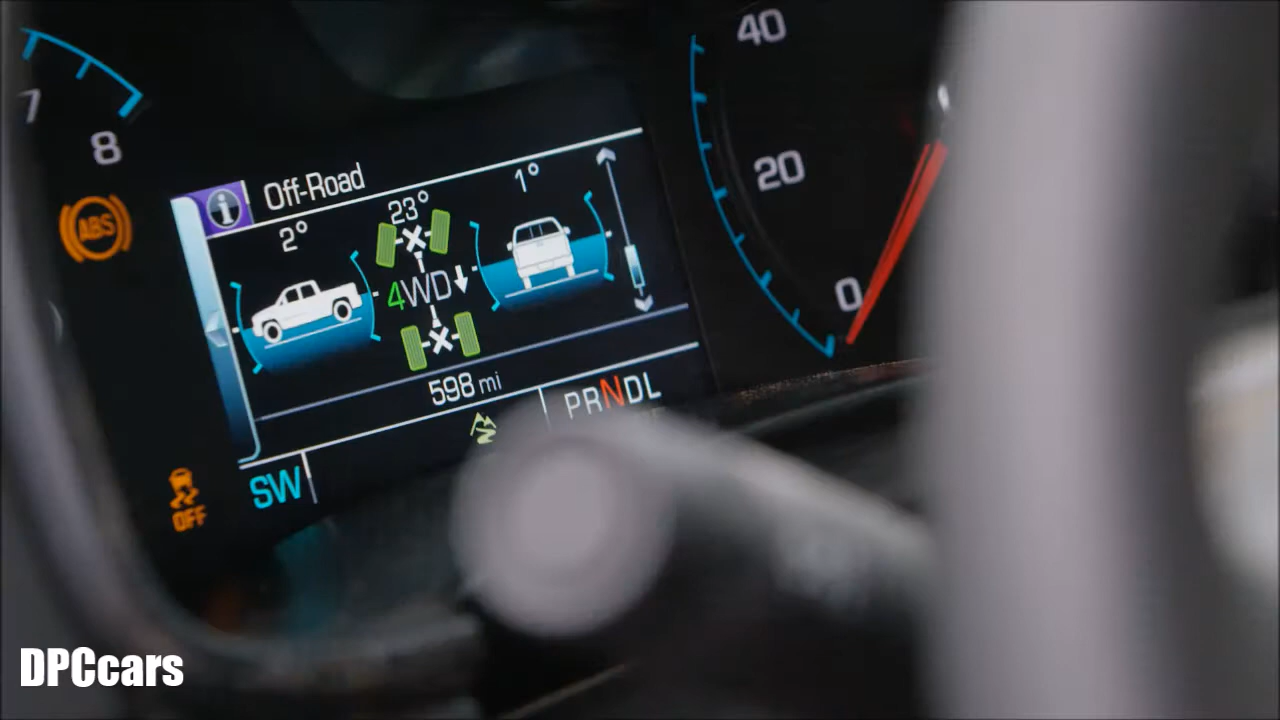 40
7
8
20
ABS
i Off-Road
2° 23° 1°
4WD
0
598 mi
PRNDL
SW
OFF
DPCcars